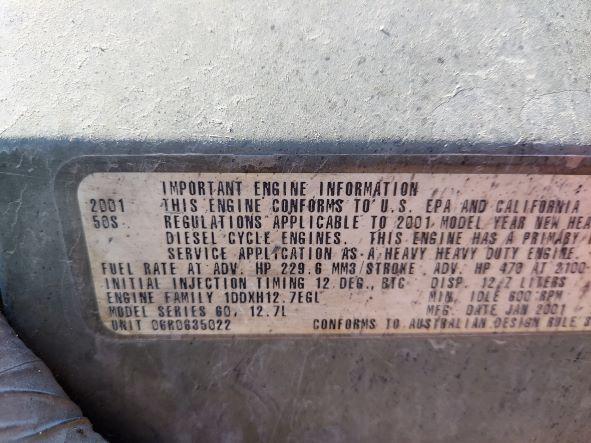 IMPORTANT ENGINE INFORMATION
2001 THIS ENGINE CONFORMS TO U.S. EPA AND CALIFORNIA
50S REGULATIONS APPLICABLE TO 2001 MODEL YEAR NEW HEA
DIESEL CYCLE ENGINES. THIS ENGINE HAS A PRIMARY
SERVICE APPLICATION AS A HEAVY HEAVY DUTY ENGINE.
FUEL RATE AT ADV. HP 229.6 MM3/STROKE ADV. HP 470 AT 2100
INITIAL INJECTION TIMING 12 DEG., BTC DISP. 12.7 LITERS
ENGINE FAMILY 1DDXH12.7EGL MIN. IDLE 600 RPM
MODEL SERIES 60, 12.7L MFG. DATE JAN 2001
UNIT 06R0635022 CONFORMS TO AUSTRALIAN DESIGN RULE